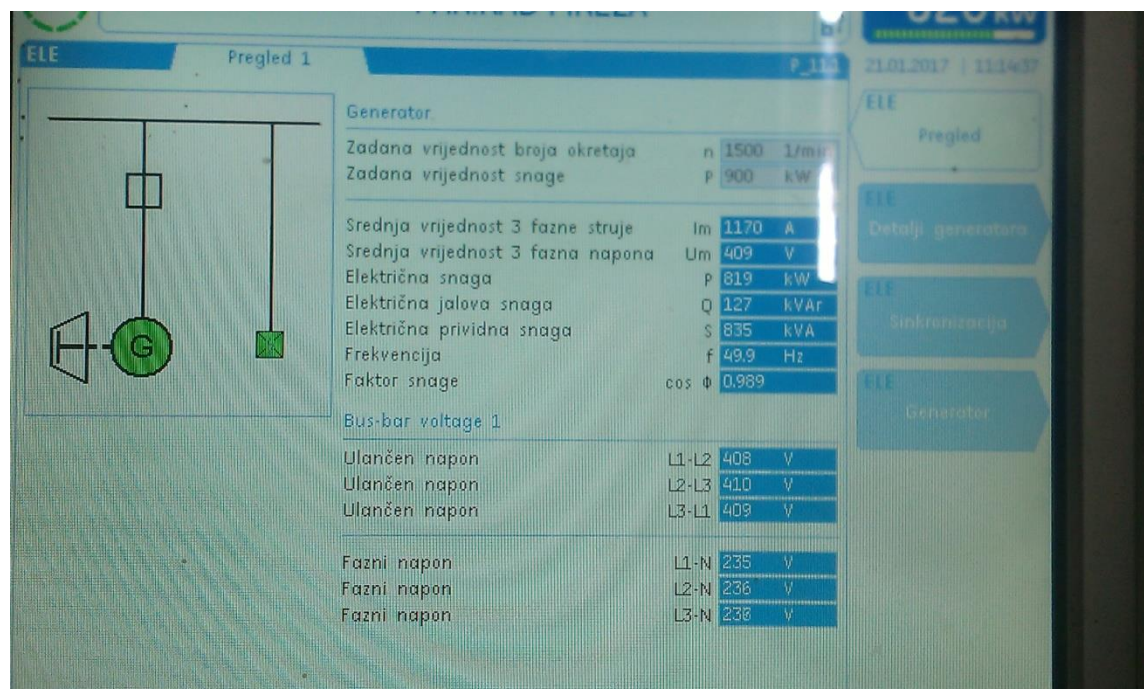 kW
ELE Pregled 1
21.01.2017 | 11:14:37
Generator
Zadana vrijednost broja okretaja n 1500 1/min
Zadana vrijednost snage P 900 kW
Srednja vrijednost 3 fazne struje Im 1170 A
Srednja vrijednost 3 fazna napona Um 409 V
Električna snaga P 819 kW
Električna jalova snaga Q 127 kVAr
Električna prividna snaga S 835 kVA
Frekvencija f 49.9 Hz
Faktor snage cos Φ 0.989
Bus-bar voltage 1
Ulančen napon L1-L2 408 V
Ulančen napon L2-L3 410 V
Ulančen napon L3-L1 409 V
Fazni napon L1-N 235 V
Fazni napon L2-N 236 V
Fazni napon L3-N V
G
ELE
Pregled
ELE
Detalji generatora
ELE
Sinkronizacija
ELE
Generator